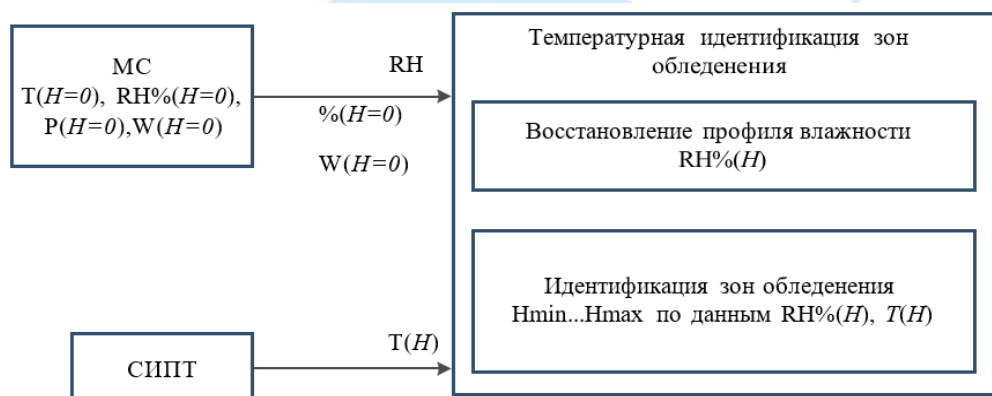 МС
T(H=0), RH%(H=0),
P(H=0),W(H=0)
RH
%(H=0)
W(H=0)
Температурная идентификация зон
обледенения
Восстановление профиля влажности
RH%(H)
Идентификация зон обледенения
Hmin...Hmax по данным RH%(H), T(H)
T(H)
СИПТ